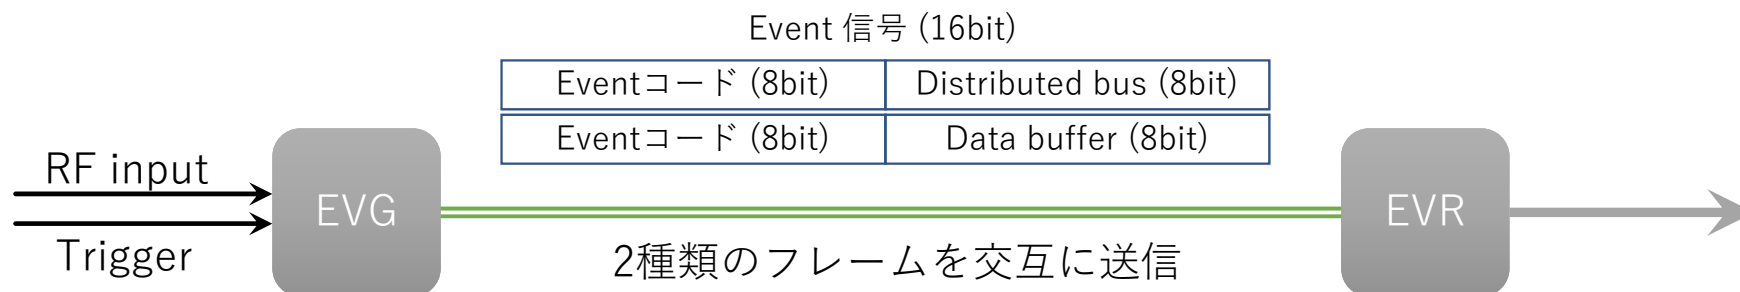 Event 信号 (16bit)
Eventコード (8bit) Distributed bus (8bit)
Eventコード (8bit) Data buffer (8bit)
RF input
EVG
EVR
Trigger
2種類のフレームを交互に送信